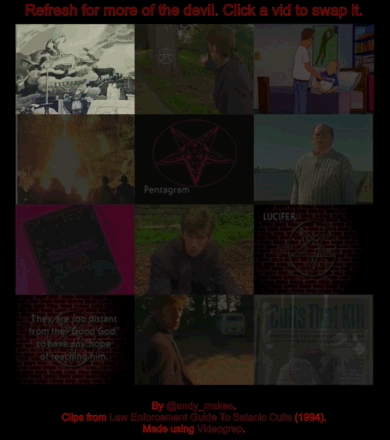 Refresh for more of the devil. Click a vid to swap it.
Pentagram
LUCIFER
They are too distant
from the "Good God"
to have any hope
of reaching him.
Cults That Kill
By @andy_makes.
Clips from Law Enforcement Guide To Satanic Cults (1994).
Made using Videogrep.